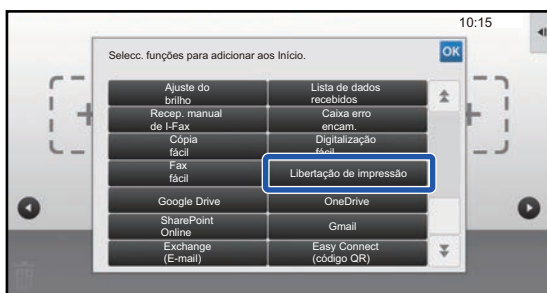 10:15
Selecc. funções para adicionar aos Início.
OK
Ajuste do
brilho
Lista de dados
recebidos
Recep. manual
de I-Fax
Caixa erro
encam.
Cópia
fácil
Digitalização
fácil
Fax
fácil
Libertação de impressão
Google Drive
OneDrive
SharePoint
Online
Gmail
Exchange
(E-mail)
Easy Connect
(código QR)